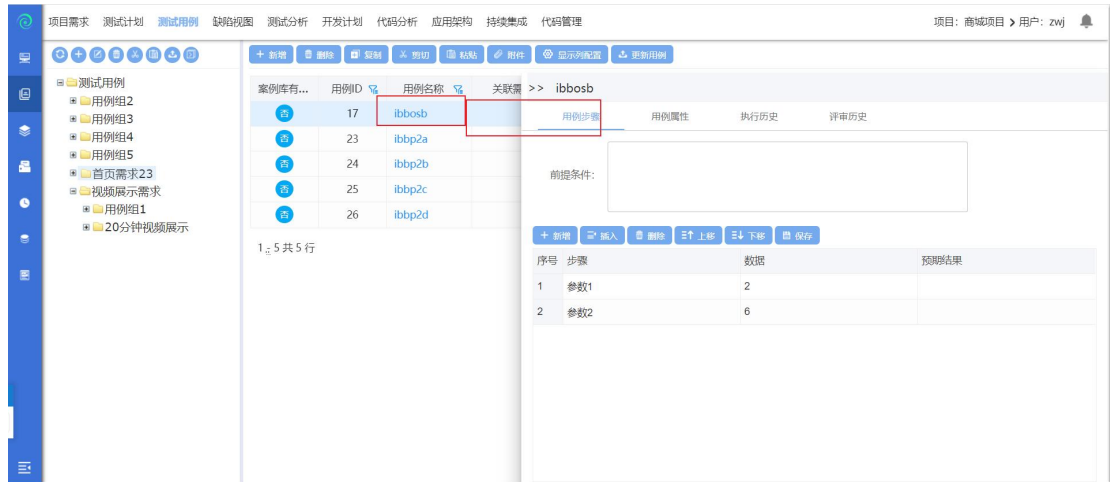 项目需求 测试计划 测试用例 缺陷视图 测试分析 开发计划 代码分析 应用架构 持续集成 代码管理 项目：商城项目 > 用户：zwj
+ 新增 删除 复制 剪切 粘贴 附件 显示列配置 更新用例
测试用例
用例组2
用例组3
用例组4
用例组5
首页需求23
视频展示需求
用例组1
20分钟视频展示
案例库有... 用例ID 用例名称 关联需
否 17 ibbosb
否 23 ibbp2a
否 24 ibbp2b
否 25 ibbp2c
否 26 ibbp2d
1 - 5 共 5 行
>> ibbosb
用例步骤 用例属性 执行历史 评审历史
前提条件：
+ 新增 插入 删除 上移 下移 保存
序号 步骤 数据 预期结果
1 参数1 2
2 参数2 6